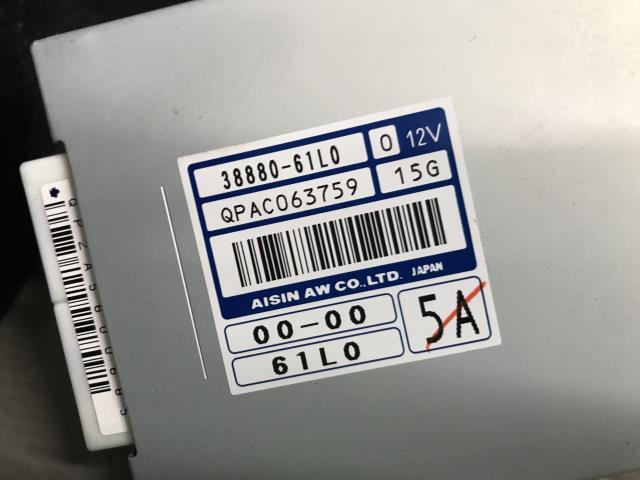 38880-61L0 0 12V
QPAC063759 15G
AISIN AW CO.,LTD. JAPAN
00-00
61L0
5A